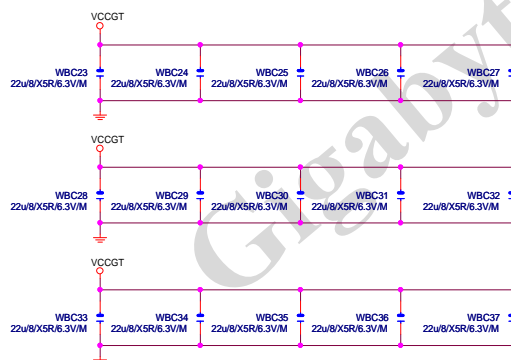 VCCGT
WBC23 WBC24 WBC25 WBC26 WBC27
22u/8/X5R/6.3V/M 22u/8/X5R/6.3V/M 22u/8/X5R/6.3V/M 22u/8/X5R/6.3V/M 22u/8/X5R/6.3V/M
VCCGT
WBC28 WBC29 WBC30 WBC31 WBC32
22u/8/X5R/6.3V/M 22u/8/X5R/6.3V/M 22u/8/X5R/6.3V/M 22u/8/X5R/6.3V/M 22u/8/X5R/6.3V/M
VCCGT
WBC33 WBC34 WBC35 WBC36 WBC37
22u/8/X5R/6.3V/M 22u/8/X5R/6.3V/M 22u/8/X5R/6.3V/M 22u/8/X5R/6.3V/M 22u/8/X5R/6.3V/M
Gigaby